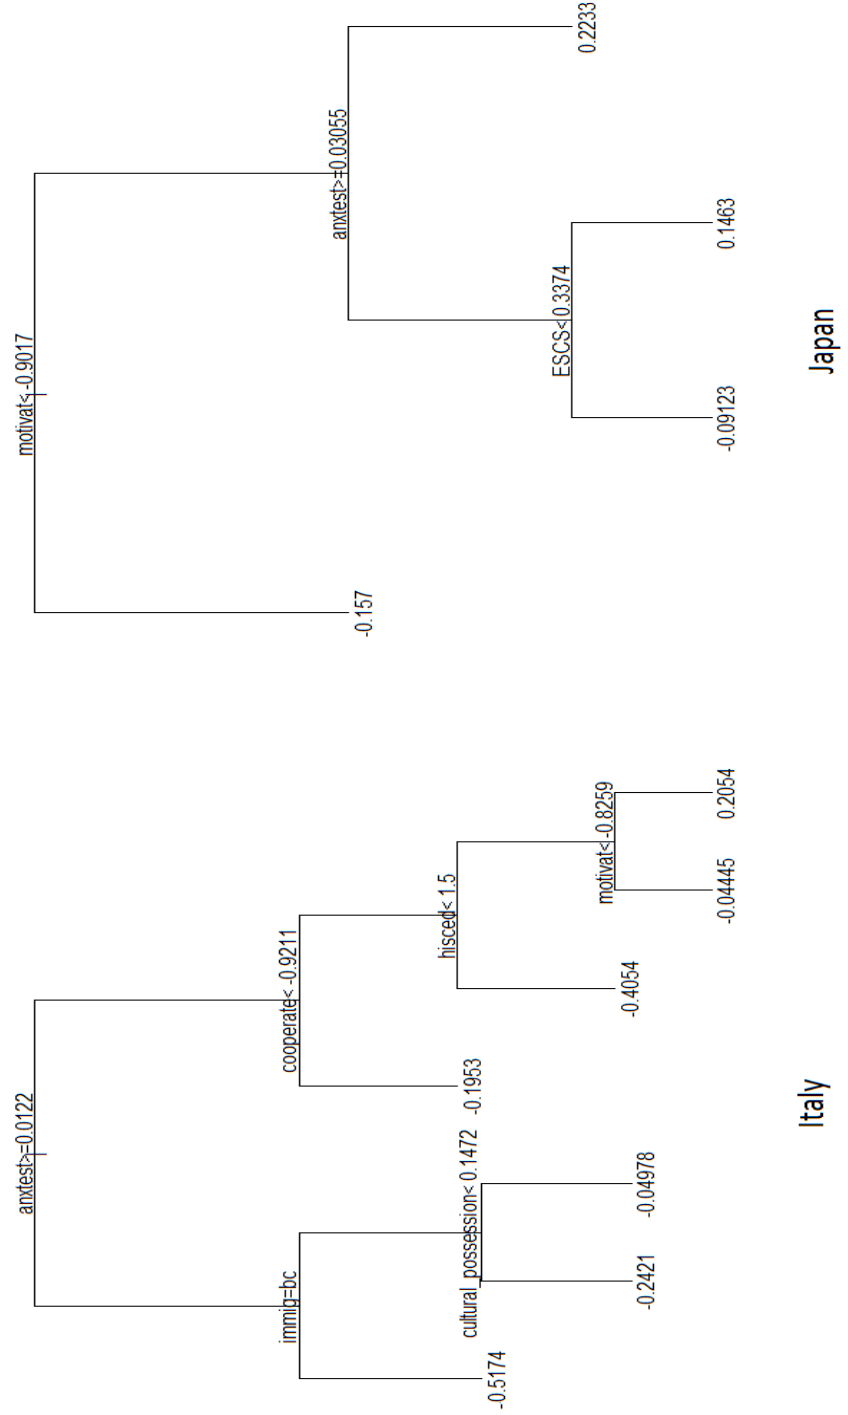 anxtest>=0.0122
immig=bc
cooperate< -0.9211
-0.5174
cultural_possession< 0.1472
-0.1953
hisced< 1.5
-0.2421
-0.04978
-0.4054
motivat< -0.8259
-0.04445
0.2054
Italy
motivat< -0.9017
-0.157
anxtest>=0.03055
ESCS< 0.3374
0.2233
-0.09123
0.1463
Japan